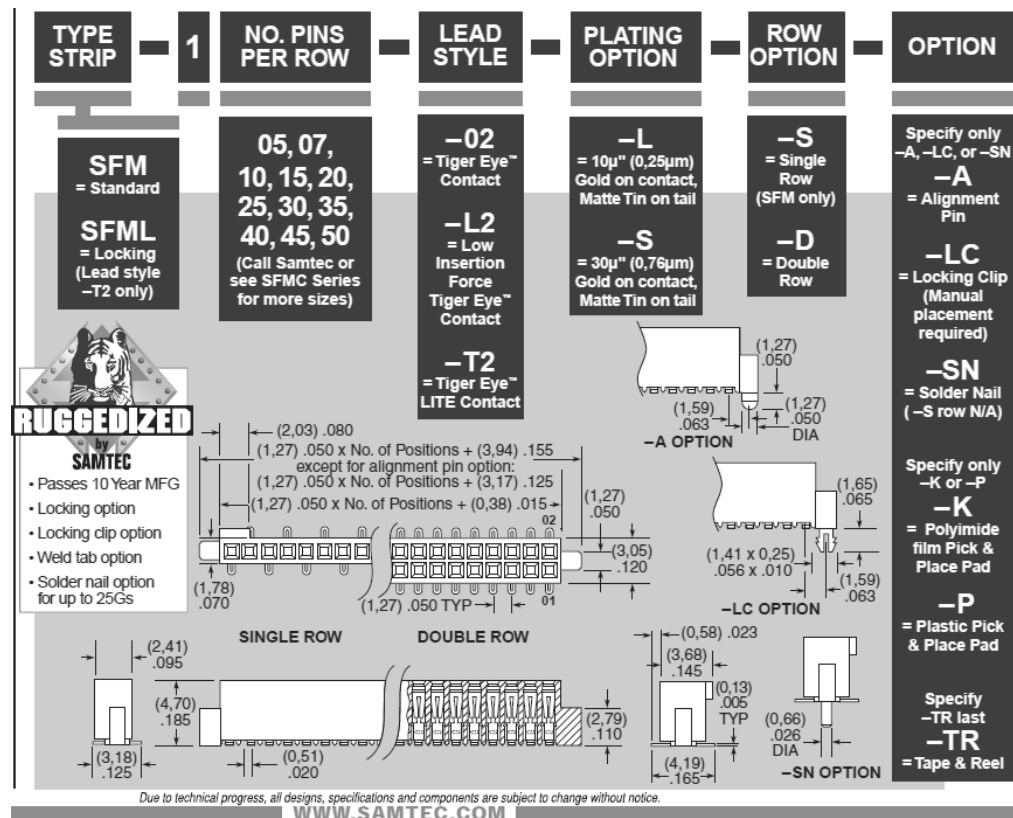 TYPE
STRIP
1
NO. PINS
PER ROW
LEAD
STYLE
PLATING
OPTION
ROW
OPTION
OPTION
SFM
= Standard
SFML
= Locking
(Lead style
–T2 only)
05, 07,
10, 15, 20,
25, 30, 35,
40, 45, 50
(Call Samtec or
see SFMC Series
for more sizes)
–02
= Tiger Eye™
Contact
–L2
= Low
Insertion
Force
Tiger Eye™
Contact
–T2
= Tiger Eye™
LITE Contact
–L
= 10µ" (0,25µm)
Gold on contact,
Matte Tin on tail
–S
= 30µ" (0,76µm)
Gold on contact,
Matte Tin on tail
–S
= Single
Row
(SFM only)
–D
= Double
Row
Specify only
–A, –LC, or –SN
–A
= Alignment
Pin
–LC
= Locking Clip
(Manual
placement
required)
–SN
= Solder Nail
( –S row N/A)
Specify only
–K or –P
–K
= Polyimide
film Pick &
Place Pad
–P
= Plastic Pick
& Place Pad
Specify
–TR last
–TR
= Tape & Reel
RUGGEDIZED
by
SAMTEC
• Passes 10 Year MFG
• Locking option
• Locking clip option
• Weld tab option
• Solder nail option
for up to 25Gs
(2,03) .080
(1,27) .050 x No. of Positions + (3,94) .155
except for alignment pin option:
(1,27) .050 x No. of Positions + (3,17) .125
(1,27) .050 x No. of Positions + (0,38) .015
02
(1,27)
.050
(3,05)
.120
(1,78)
.070
(1,27) .050 TYP
01
SINGLE ROW
DOUBLE ROW
(1,27)
.050
(1,59)
.063
(1,27)
.050
DIA
–A OPTION
(1,65)
.065
(1,41 x 0,25)
.056 x .010
(1,59)
.063
–LC OPTION
(2,41)
.095
(4,70)
.185
(3,18)
.125
(0,51)
.020
(2,79)
.110
(0,58) .023
(3,68)
.145
(0,13)
.005
TYP
(4,19)
.165
(0,66)
.026
DIA
–SN OPTION
Due to technical progress, all designs, specifications and components are subject to change without notice.
WWW.SAMTEC.COM